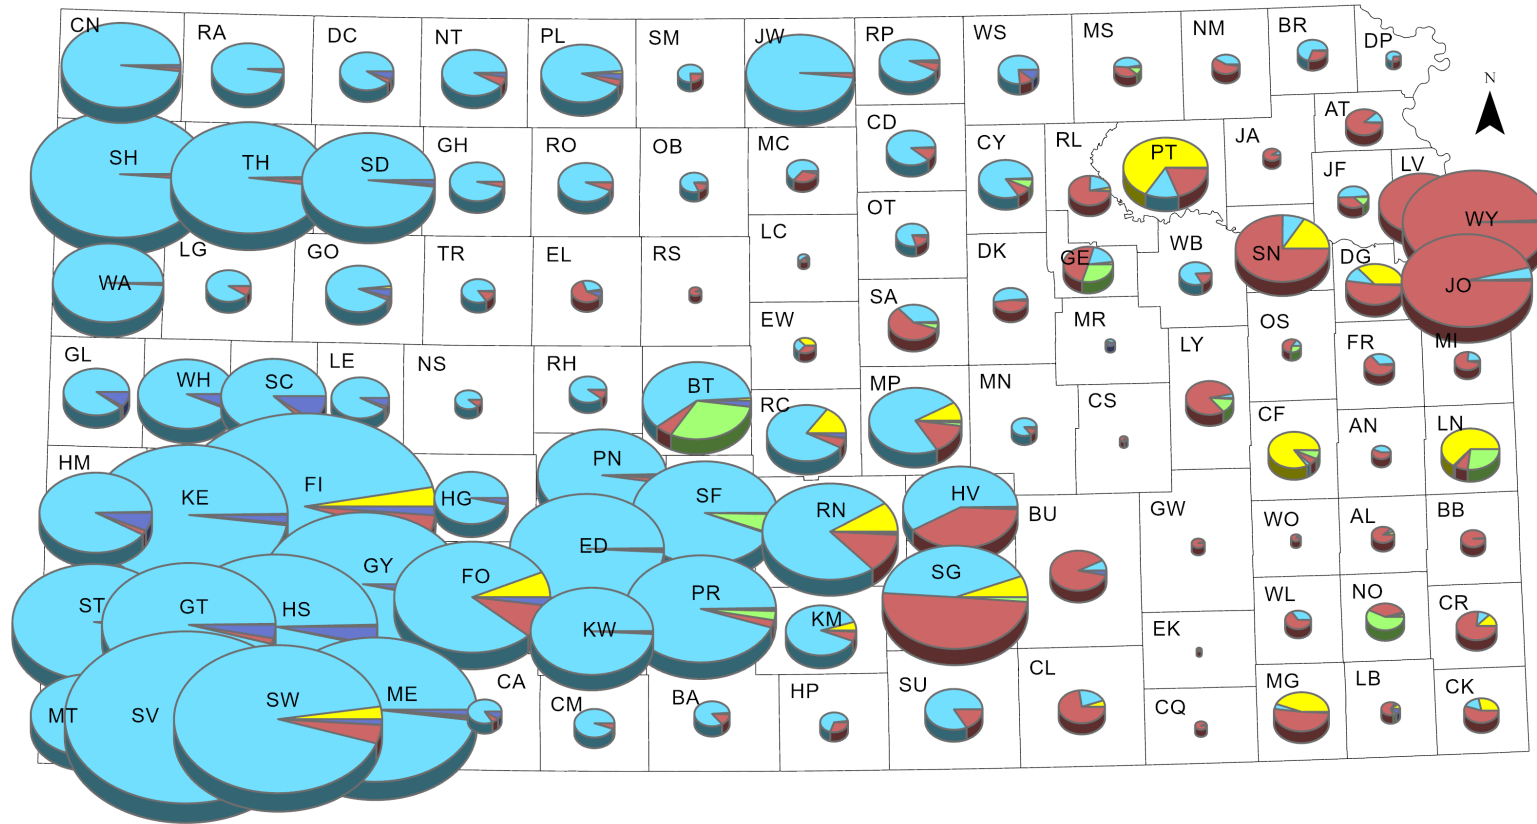 CN RA DC NT PL SM JW RP WS MS NM BR DP
N
SH TH SD GH RO OB MC CD CY RL PT JA AT
JF LV
WA LG GO TR EL RS LC OT DK GE WB SN DG WY
JO
SA
EW MR OS
GL WH SC LE NS RH BT RC MP MN CS LY FR MI
CF AN LN
HM KE FI HG PN SF RN HV BU GW WO AL BB
ED
SG
ST GT HS GY FO KW PR KM EK WL NO CR
MT SV SW ME CA CM BA HP SU CL CQ MG LB CK